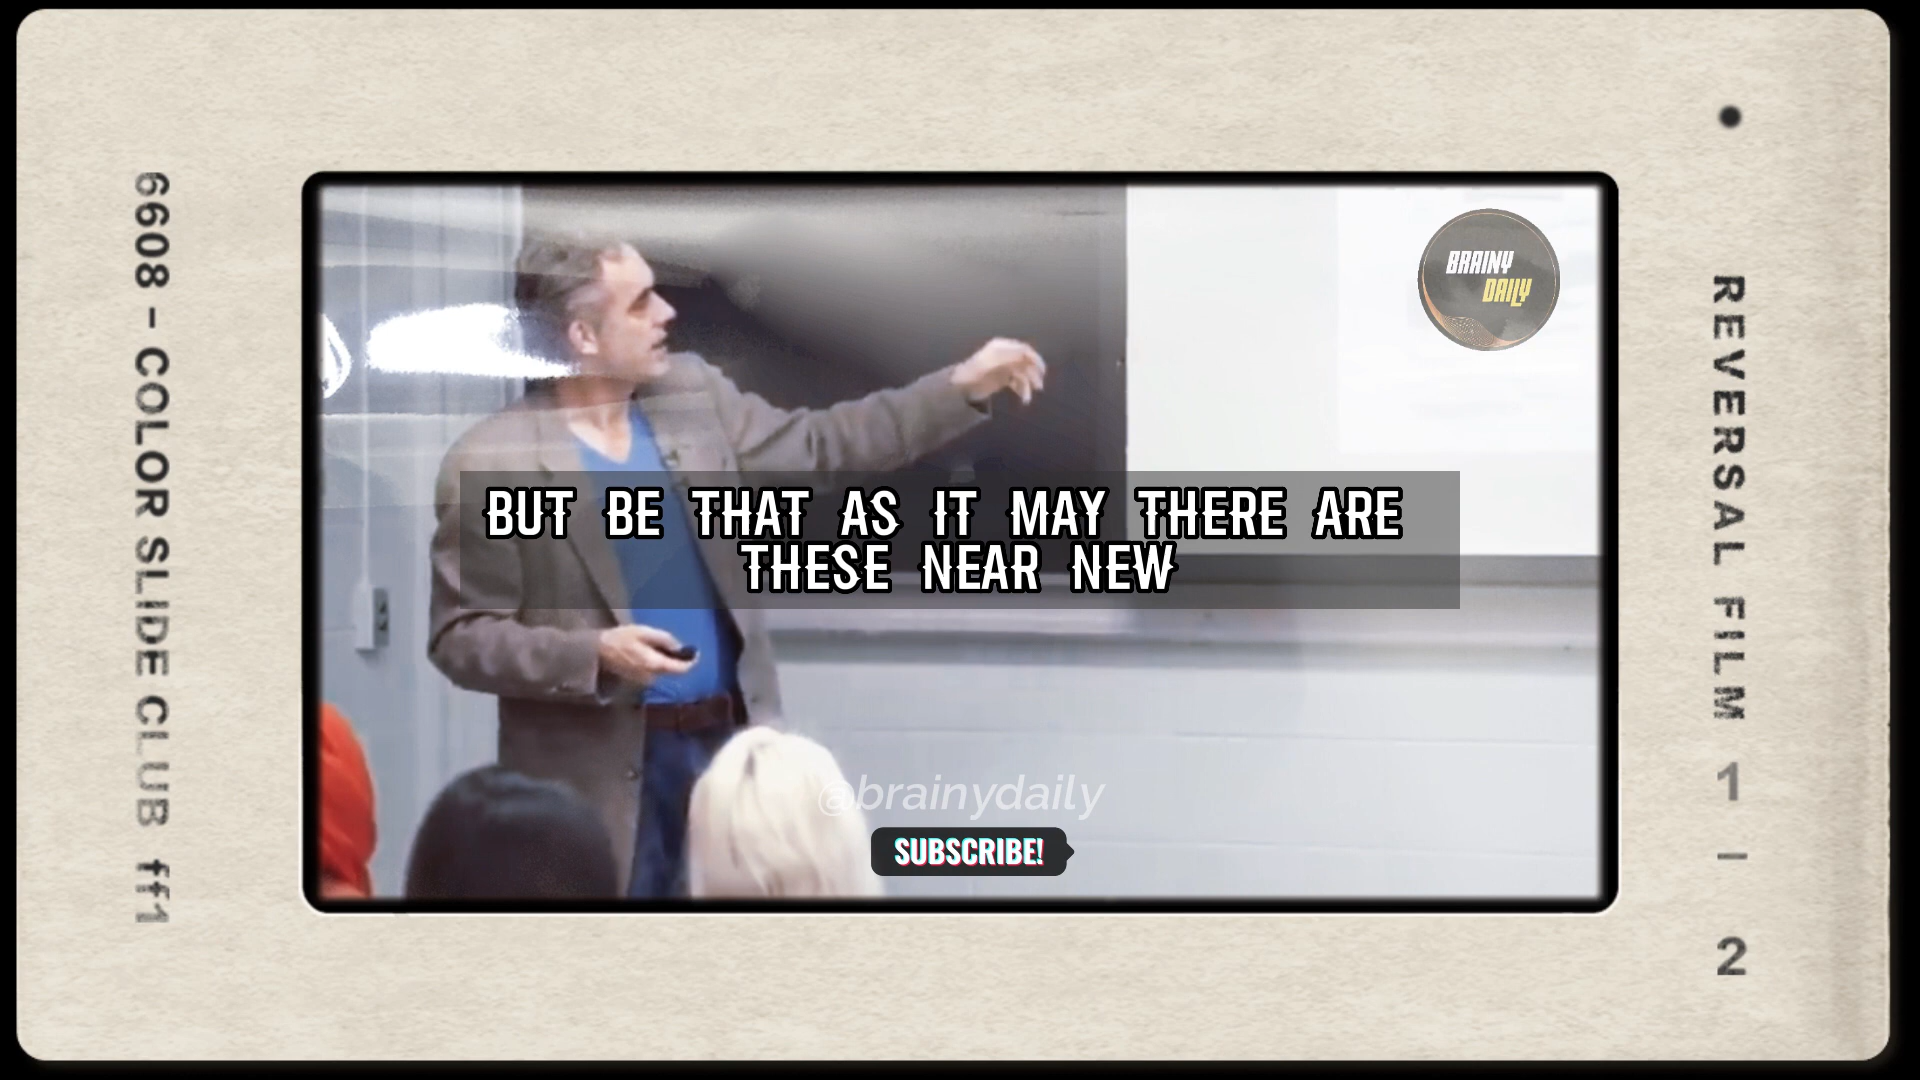 6608 - COLOR SLIDE CLUB ff1
BRAINY
DAILY
BUT BE THAT AS IT MAY THERE ARE
THESE NEAR NEW
@brainydaily
SUBSCRIBE!
• REVERSAL FILM 1 - 2